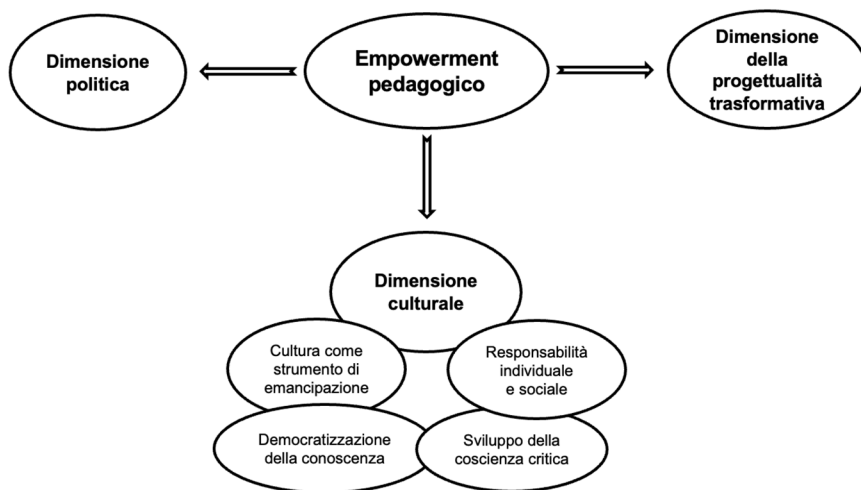 Dimensione
politica
Empowerment
pedagogico
Dimensione
della
progettualità
trasformativa
Dimensione
culturale
Cultura come
strumento di
emancipazione
Responsabilità
individuale
e sociale
Democratizzazione
della conoscenza
Sviluppo della
coscienza critica